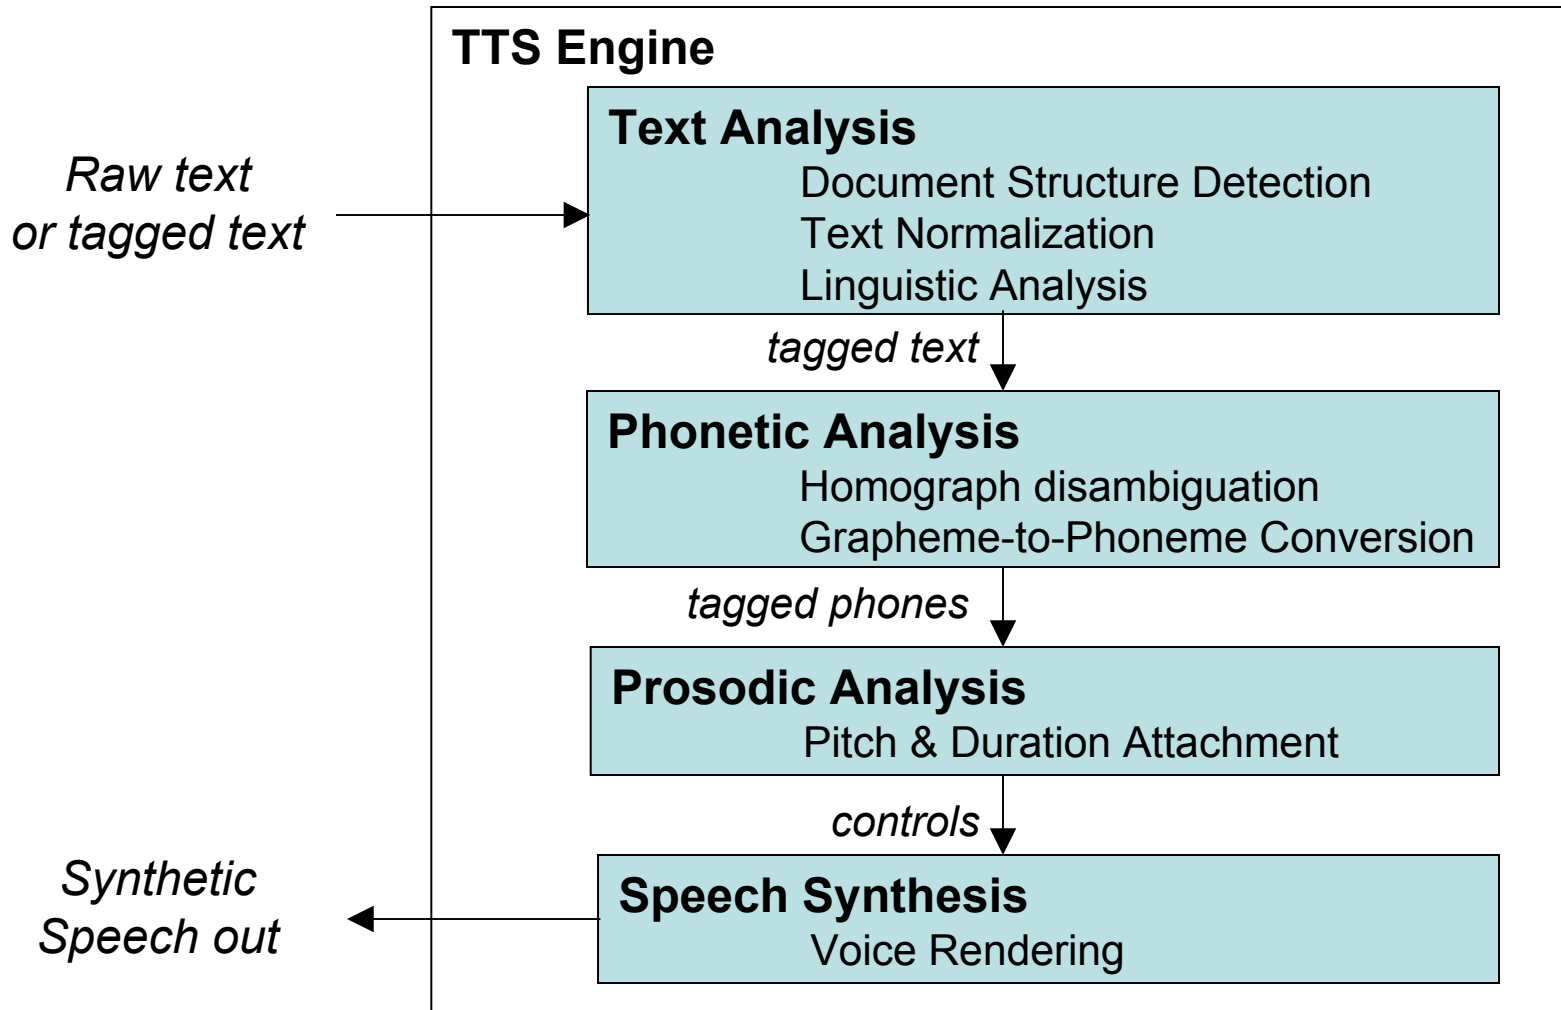 TTS Engine
Text Analysis
Document Structure Detection
Text Normalization
Linguistic Analysis
Raw text
or tagged text
tagged text
Phonetic Analysis
Homograph disambiguation
Grapheme-to-Phoneme Conversion
tagged phones
Prosodic Analysis
Pitch & Duration Attachment
controls
Speech Synthesis
Voice Rendering
Synthetic
Speech out